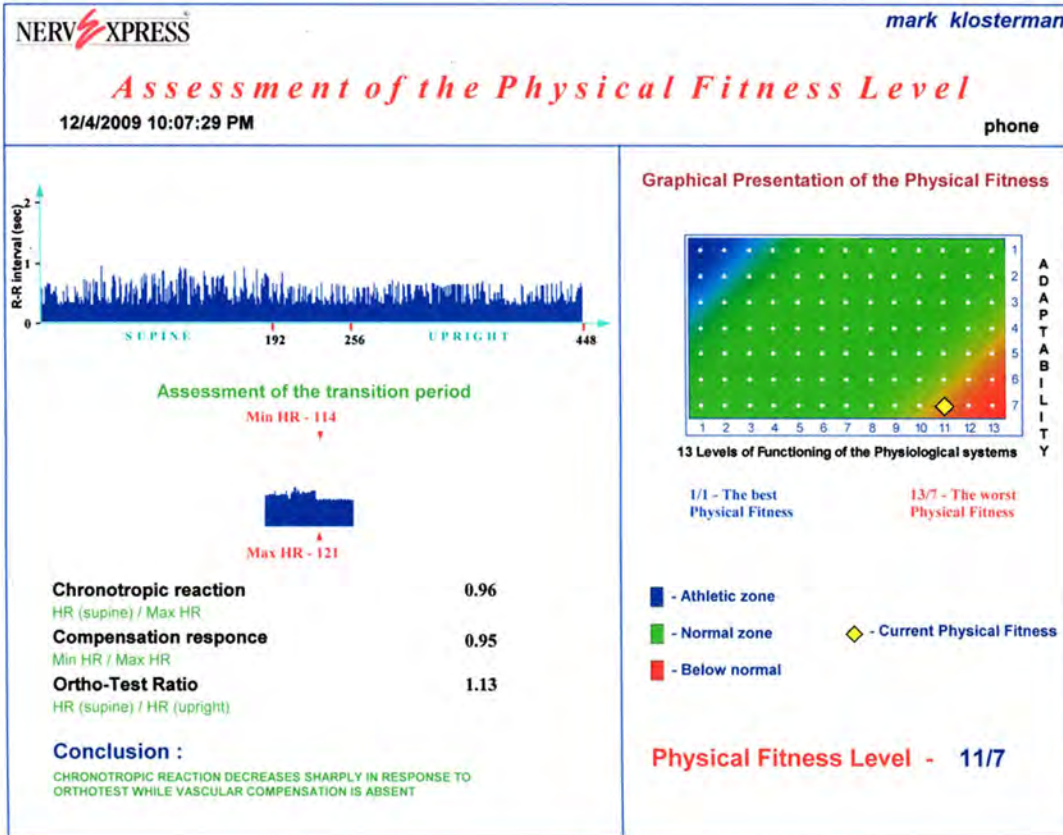 NERVEXPRESS
mark klosterman
Assessment of the Physical Fitness Level
12/4/2009 10:07:29 PM
phone
R-R interval (sec)
2
1
0
SUPINE
192
256
UPRIGHT
448
Assessment of the transition period
Min HR - 114
Max HR - 121
Chronotropic reaction 0.96
HR (supine) / Max HR
Compensation responce 0.95
Min HR / Max HR
Ortho-Test Ratio 1.13
HR (supine) / HR (upright)
Conclusion :
CHRONOTROPIC REACTION DECREASES SHARPLY IN RESPONSE TO
ORTHOTEST WHILE VASCULAR COMPENSATION IS ABSENT
Graphical Presentation of the Physical Fitness
1
2
3
4
5
6
7
ADAPTABILITY
1 2 3 4 5 6 7 8 9 10 11 12 13
13 Levels of Functioning of the Physiological systems
1/1 - The best
Physical Fitness
13/7 - The worst
Physical Fitness
- Athletic zone
- Normal zone
- Current Physical Fitness
- Below normal
Physical Fitness Level - 11/7